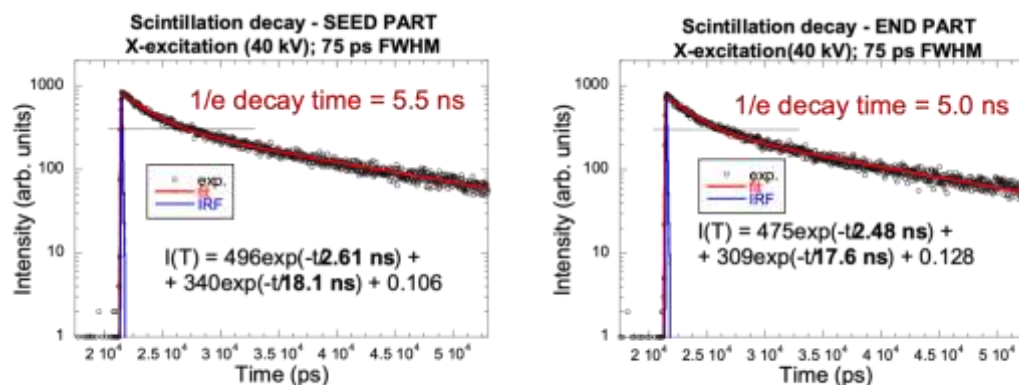 Scintillation decay - SEED PART
X-excitation (40 kV); 75 ps FWHM
1/e decay time = 5.5 ns
Intensity (arb. units)
1000
100
10
1
exp.
fit
IRF
I(T) = 496exp(-t/2.61 ns) +
+ 340exp(-t/18.1 ns) + 0.106
2 10⁴ 2.5 10⁴ 3 10⁴ 3.5 10⁴ 4 10⁴ 4.5 10⁴ 5 10⁴
Time (ps)
Scintillation decay - END PART
X-excitation(40 kV); 75 ps FWHM
1/e decay time = 5.0 ns
Intensity (arb. units)
1000
100
10
1
exp.
fit
IRF
I(T) = 475exp(-t/2.48 ns) +
+ 309exp(-t/17.6 ns) + 0.128
2 10⁴ 2.5 10⁴ 3 10⁴ 3.5 10⁴ 4 10⁴ 4.5 10⁴ 5 10⁴
Time (ps)